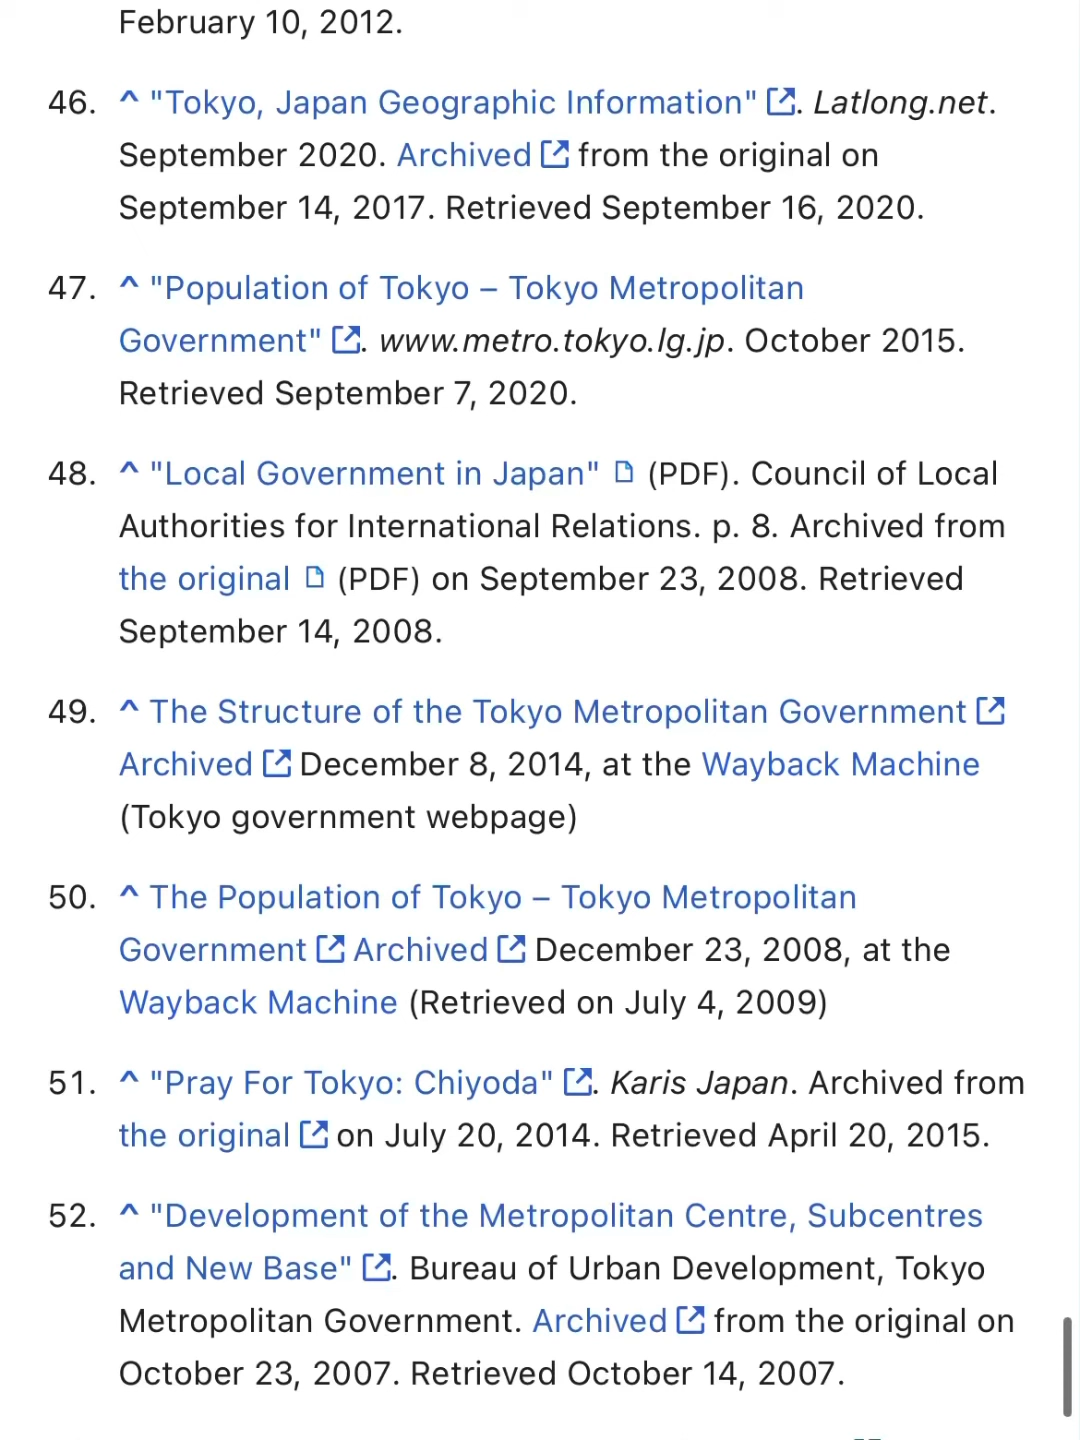 February 10, 2012.
46. ^ "Tokyo, Japan Geographic Information". Latlong.net.
September 2020. Archived from the original on
September 14, 2017. Retrieved September 16, 2020.
47. ^ "Population of Tokyo – Tokyo Metropolitan
Government". www.metro.tokyo.lg.jp. October 2015.
Retrieved September 7, 2020.
48. ^ "Local Government in Japan" (PDF). Council of Local
Authorities for International Relations. p. 8. Archived from
the original (PDF) on September 23, 2008. Retrieved
September 14, 2008.
49. ^ The Structure of the Tokyo Metropolitan Government
Archived December 8, 2014, at the Wayback Machine
(Tokyo government webpage)
50. ^ The Population of Tokyo – Tokyo Metropolitan
Government Archived December 23, 2008, at the
Wayback Machine (Retrieved on July 4, 2009)
51. ^ "Pray For Tokyo: Chiyoda". Karis Japan. Archived from
the original on July 20, 2014. Retrieved April 20, 2015.
52. ^ "Development of the Metropolitan Centre, Subcentres
and New Base". Bureau of Urban Development, Tokyo
Metropolitan Government. Archived from the original on
October 23, 2007. Retrieved October 14, 2007.